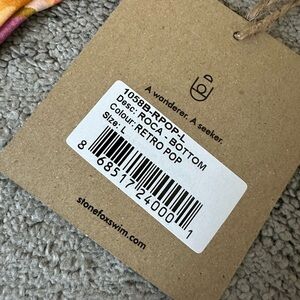 A wanderer. A seeker.
1058B-RPOP-L
Desc: ROCA - BOTTOM
Colour:RETRO POP
Size: L
8 68517 24000 1
stonefoxswim.com